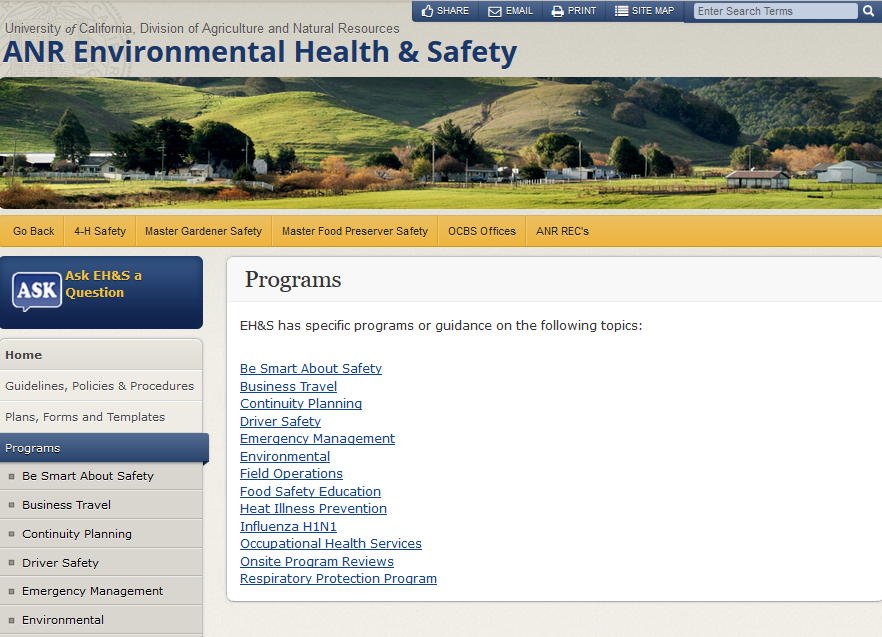 SHARE
EMAIL
PRINT
SITE MAP
Enter Search Terms
University of California, Division of Agriculture and Natural Resources
ANR Environmental Health & Safety
Go Back
4-H Safety
Master Gardener Safety
Master Food Preserver Safety
OCBS Offices
ANR REC's
ASK
Ask EH&S a
Question
Home
Guidelines, Policies & Procedures
Plans, Forms and Templates
Programs
Be Smart About Safety
Business Travel
Continuity Planning
Driver Safety
Emergency Management
Environmental
Programs
EH&S has specific programs or guidance on the following topics:
Be Smart About Safety
Business Travel
Continuity Planning
Driver Safety
Emergency Management
Environmental
Field Operations
Food Safety Education
Heat Illness Prevention
Influenza H1N1
Occupational Health Services
Onsite Program Reviews
Respiratory Protection Program